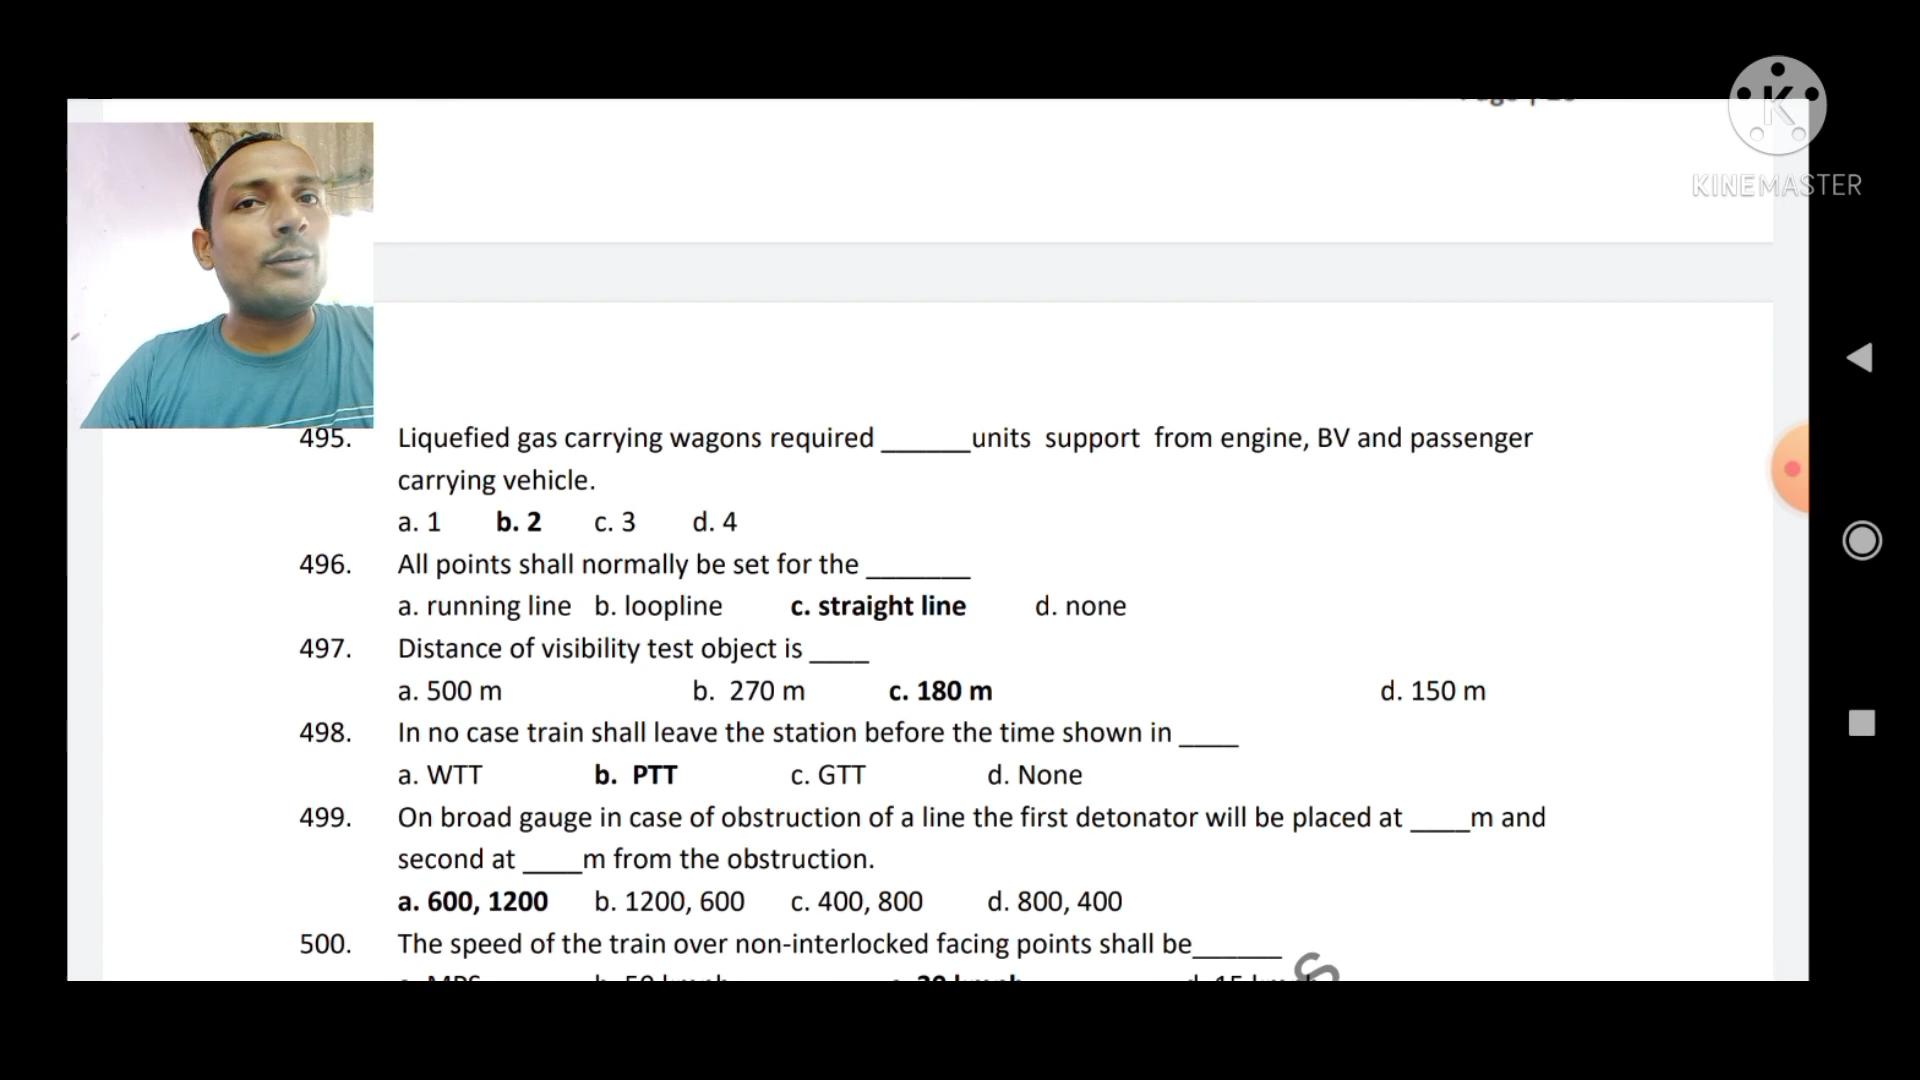 K
KINEMASTER
495. Liquefied gas carrying wagons required ______units support from engine, BV and passenger
carrying vehicle.
a. 1 b. 2 c. 3 d. 4
496. All points shall normally be set for the _______
a. running line b. loopline c. straight line d. none
497. Distance of visibility test object is ____
a. 500 m b. 270 m c. 180 m d. 150 m
498. In no case train shall leave the station before the time shown in ____
a. WTT b. PTT c. GTT d. None
499. On broad gauge in case of obstruction of a line the first detonator will be placed at ____m and
second at ____m from the obstruction.
a. 600, 1200 b. 1200, 600 c. 400, 800 d. 800, 400
500. The speed of the train over non-interlocked facing points shall be______